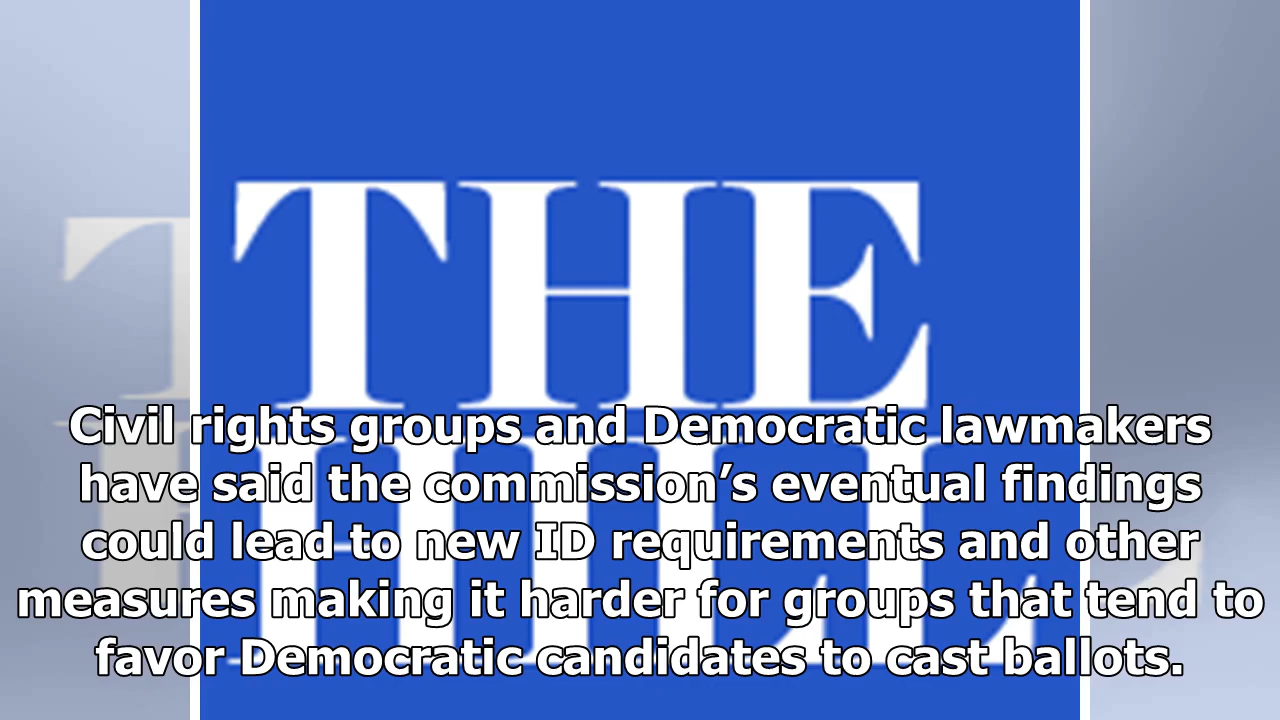 THE
HILL
Civil rights groups and Democratic lawmakers
have said the commission’s eventual findings
could lead to new ID requirements and other
measures making it harder for groups that tend to
favor Democratic candidates to cast ballots.